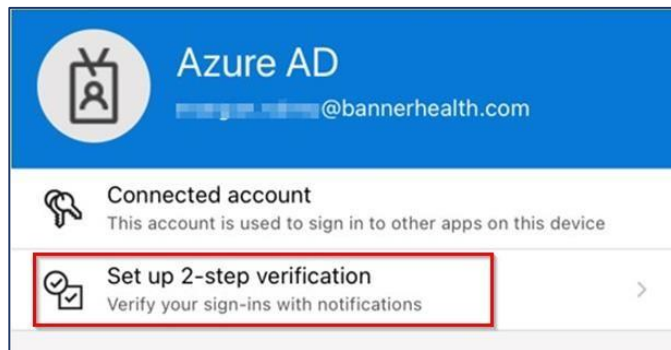 Azure AD
@bannerhealth.com
Connected account
This account is used to sign in to other apps on this device
Set up 2-step verification
Verify your sign-ins with notifications